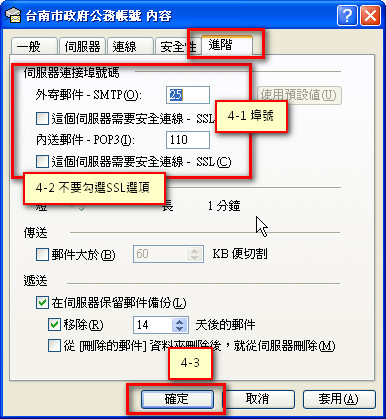 台南市政府公務帳號 內容
一般 伺服器 連線 安全性 進階
伺服器連接埠號碼
外寄郵件 - SMTP(O): 25 使用預設值(U)
這個伺服器需要安全連線 - SSL
4-1 埠號
內送郵件 - POP3(I): 110
這個伺服器需要安全連線 - SSL(C)
4-2 不要勾選SSL選項
長 1 分鐘
傳送
郵件大於(B) 60 KB 便切割
遞送
在伺服器保留郵件備份(L)
移除(R) 14 天後的郵件
從 [刪除的郵件] 資料夾刪除後，就從伺服器刪除(M)
4-3
確定 取消 套用(A)